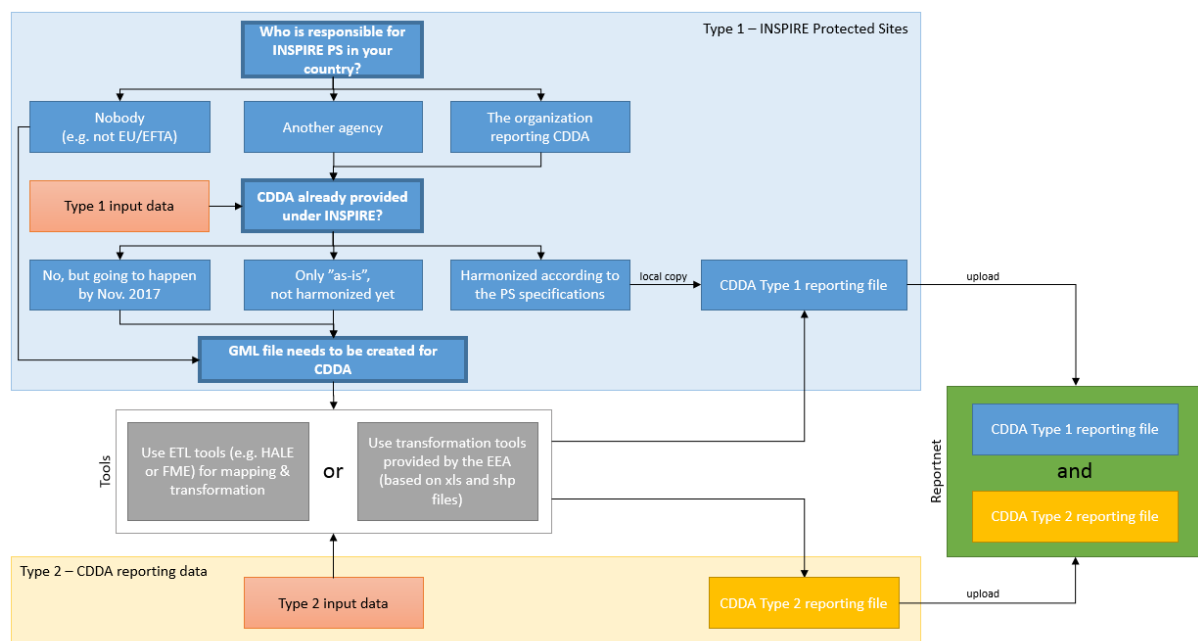 Type 1 – INSPIRE Protected Sites
Who is responsible for
INSPIRE PS in your
country?
Nobody
(e.g. not EU/EFTA)
Another agency
The organization
reporting CDDA
Type 1 input data
CDDA already provided
under INSPIRE?
No, but going to happen
by Nov. 2017
Only ”as-is”,
not harmonized yet
Harmonized according to
the PS specifications
local copy
CDDA Type 1 reporting file
upload
GML file needs to be created for
CDDA
Tools
Use ETL tools (e.g. HALE
or FME) for mapping &
transformation
or
Use transformation tools
provided by the EEA
(based on xls and shp
files)
Reportnet
CDDA Type 1 reporting file
and
CDDA Type 2 reporting file
Type 2 – CDDA reporting data
Type 2 input data
CDDA Type 2 reporting file
upload